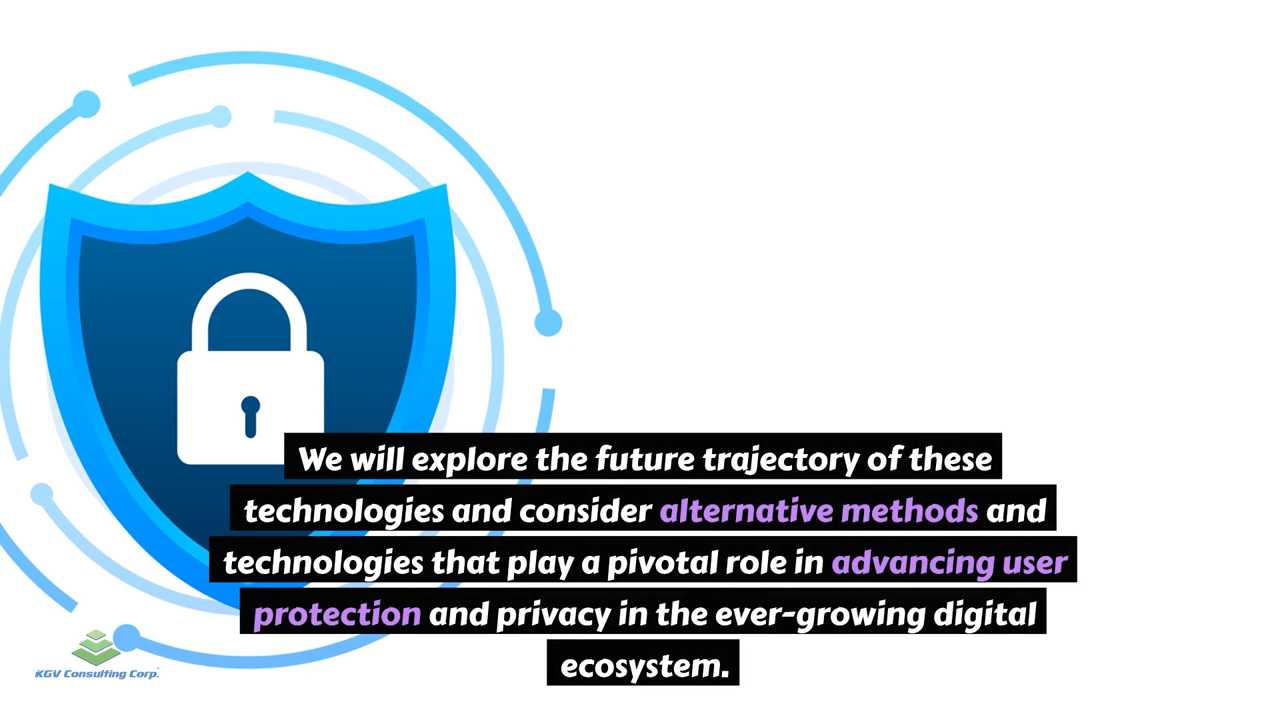 We will explore the future trajectory of these
technologies and consider alternative methods and
technologies that play a pivotal role in advancing user
protection and privacy in the ever-growing digital
ecosystem.
KGV Consulting Corp.